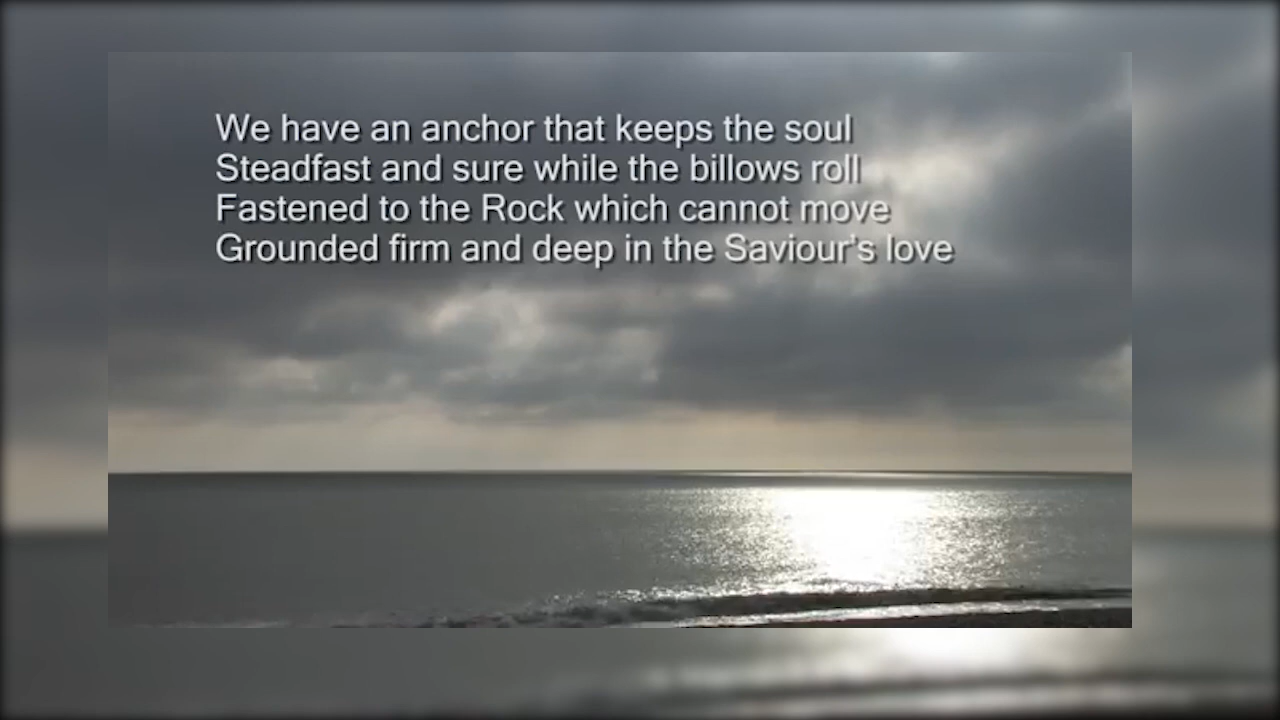 We have an anchor that keeps the soul
Steadfast and sure while the billows roll
Fastened to the Rock which cannot move
Grounded firm and deep in the Saviour's love